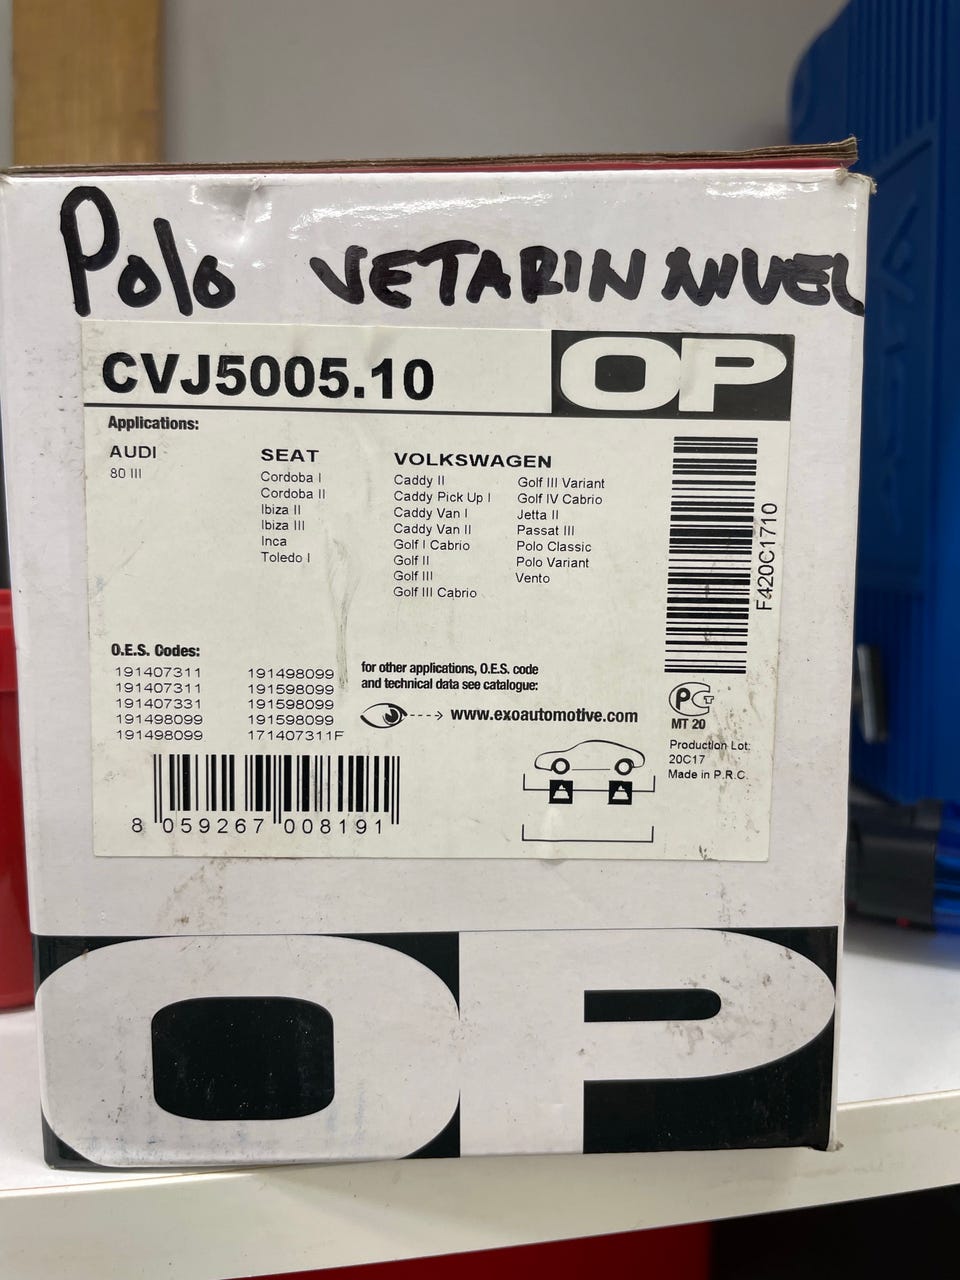 Polo VETARIN MVEL
CVJ5005.10
OP
Applications:
AUDI
80 III
SEAT
Cordoba I
Cordoba II
Ibiza II
Ibiza III
Inca
Toledo I
VOLKSWAGEN
Caddy II
Caddy Pick Up I
Caddy Van I
Caddy Van II
Golf I Cabrio
Golf II
Golf III
Golf III Cabrio
Golf III Variant
Golf IV Cabrio
Jetta II
Passat III
Polo Classic
Polo Variant
Vento
F420C1710
O.E.S. Codes:
191407311
191407311
191407331
191498099
191498099
191498099
191598099
191598099
191598099
171407311F
for other applications, O.E.S. code
and technical data see catalogue:
www.exoautomotive.com
PCT
MT 20
Production Lot:
20C17
Made in P.R.C.
8 059267 008191
OP